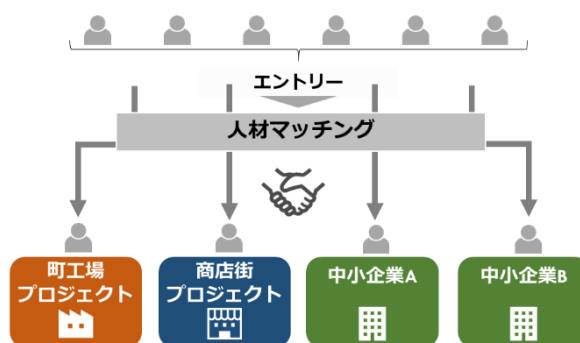 エントリー
人材マッチング
町工場
プロジェクト
商店街
プロジェクト
中小企業A
中小企業B